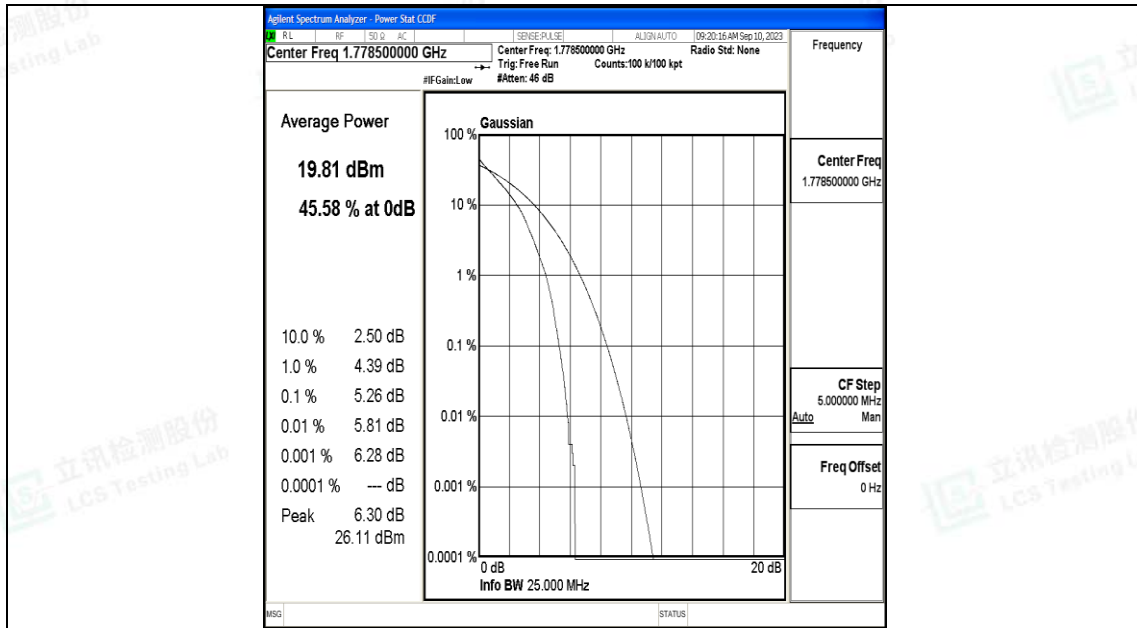 Agilent Spectrum Analyzer - Power Stat CCDF
LXI RL RF 50 Ω AC SENSE:PULSE ALIGN AUTO 09:20:16 AM Sep 10, 2023
Center Freq 1.778500000 GHz
Center Freq: 1.778500000 GHz Radio Std: None
Trig: Free Run Counts:100 k/100 kpt
#IFGain:Low #Atten: 46 dB
Frequency
Average Power
19.81 dBm
45.58 % at 0dB
10.0 % 2.50 dB
1.0 % 4.39 dB
0.1 % 5.26 dB
0.01 % 5.81 dB
0.001 % 6.28 dB
0.0001 % --- dB
Peak 6.30 dB
26.11 dBm
Gaussian
100 %
10 %
1 %
0.1 %
0.01 %
0.001 %
0.0001 %
0 dB 20 dB
Info BW 25.000 MHz
Center Freq
1.778500000 GHz
CF Step
5.000000 MHz
Auto Man
Freq Offset
0 Hz
MSG STATUS
立讯检测股份
LCS Testing Lab
立讯检测股份